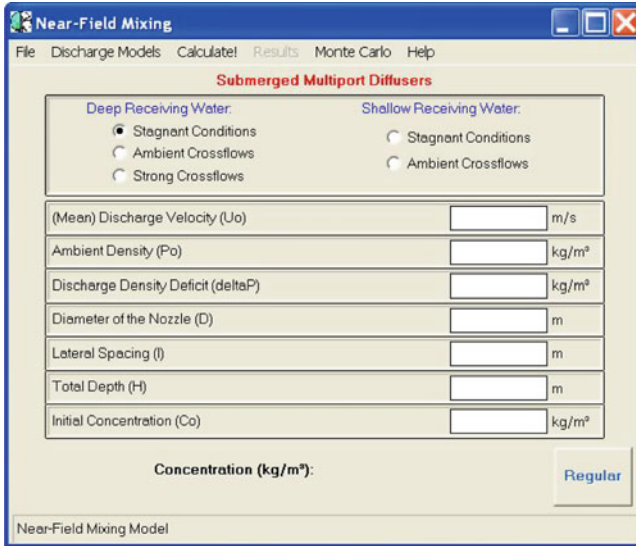 Near-Field Mixing
File Discharge Models Calculate! Results Monte Carlo Help
Submerged Multiport Diffusers
Deep Receiving Water:
Stagnant Conditions
Ambient Crossflows
Strong Crossflows
Shallow Receiving Water:
Stagnant Conditions
Ambient Crossflows
(Mean) Discharge Velocity (Uo) m/s
Ambient Density (Po) kg/m³
Discharge Density Deficit (deltaP) kg/m³
Diameter of the Nozzle (D) m
Lateral Spacing (l) m
Total Depth (H) m
Initial Concentration (Co) kg/m³
Concentration (kg/m³):
Regular
Near-Field Mixing Model